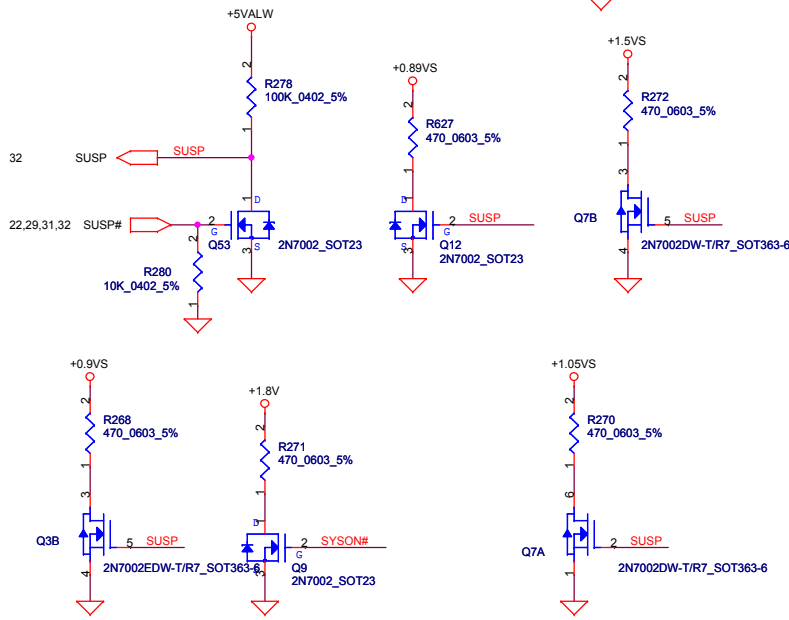 +5VALW
2
R278
100K_0402_5%
1
32
SUSP
SUSP
1
D
22,29,31,32
SUSP#
2
G
Q53
S
3
2N7002_SOT23
2
R280
10K_0402_5%
1
+0.89VS
2
R627
470_0603_5%
1
1
D
2
SUSP
G
S
3
Q12
2N7002_SOT23
+1.5VS
2
R272
470_0603_5%
1
3
Q7B
5
SUSP
2N7002DW-T/R7_SOT363-6
4
+0.9VS
2
R268
470_0603_5%
1
3
Q3B
5
SUSP
2N7002EDW-T/R7_SOT363-6
4
+1.8V
2
R271
470_0603_5%
1
1
D
2
SYSON#
G
S
3
Q9
2N7002_SOT23
+1.05VS
2
R270
470_0603_5%
1
6
Q7A
2
SUSP
2N7002DW-T/R7_SOT363-6
1